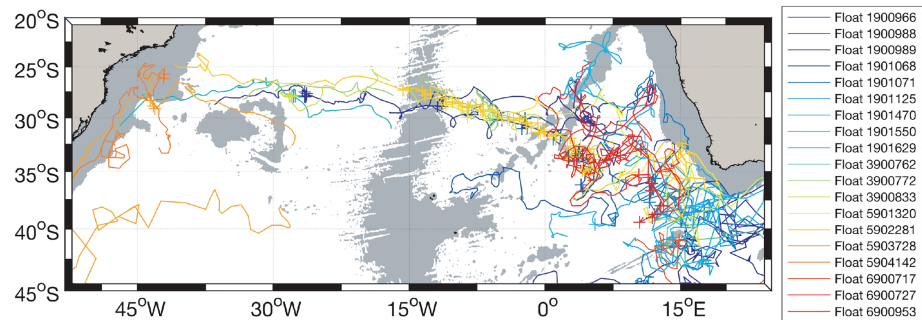 20°S
25°S
30°S
35°S
40°S
45°S
45°W
30°W
15°W
0°
15°E
Float 1900966
Float 1900988
Float 1900989
Float 1901068
Float 1901071
Float 1901125
Float 1901470
Float 1901550
Float 1901629
Float 3900762
Float 3900772
Float 3900833
Float 5901320
Float 5902281
Float 5903728
Float 5904142
Float 6900717
Float 6900727
Float 6900953